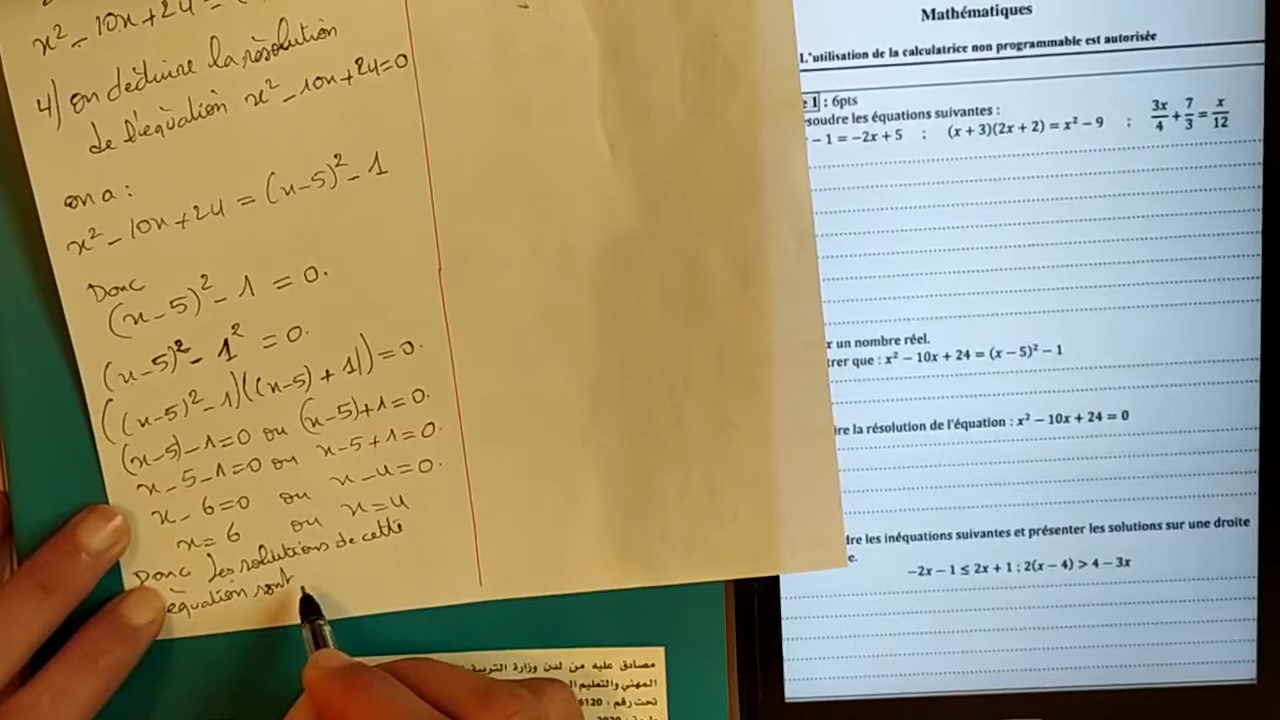 x² - 10x + 24 =
4) en déduire la résolution
de l'équation x² - 10x + 24 = 0
on a :
x² - 10x + 24 = (x-5)² - 1
Donc
(x-5)² - 1 = 0.
(x-5)² - 1² = 0.
((x-5)² - 1)((x-5) + 1)) = 0.
(x-5) - 1 = 0 ou (x-5) + 1 = 0.
x - 5 - 1 = 0 ou x - 5 + 1 = 0.
x - 6 = 0 ou x - 4 = 0.
x = 6 ou x = 4
Donc les solutions de cette
équation sont
Mathématiques
L'utilisation de la calculatrice non programmable est autorisée
e 1 : 6pts
soudre les équations suivantes :
- 1 = -2x + 5 ; (x + 3)(2x + 2) = x² - 9 ; 3x/4 + 7/3 = x/12
x un nombre réel.
trer que : x² - 10x + 24 = (x - 5)² - 1
ire la résolution de l'équation : x² - 10x + 24 = 0
dre les inéquations suivantes et présenter les solutions sur une droite
e.
-2x - 1 ≤ 2x + 1 ; 2(x - 4) > 4 - 3x
مصادق عليه من لدن وزارة التربية
المهني والتعليم ال
تحت رقم : 6120